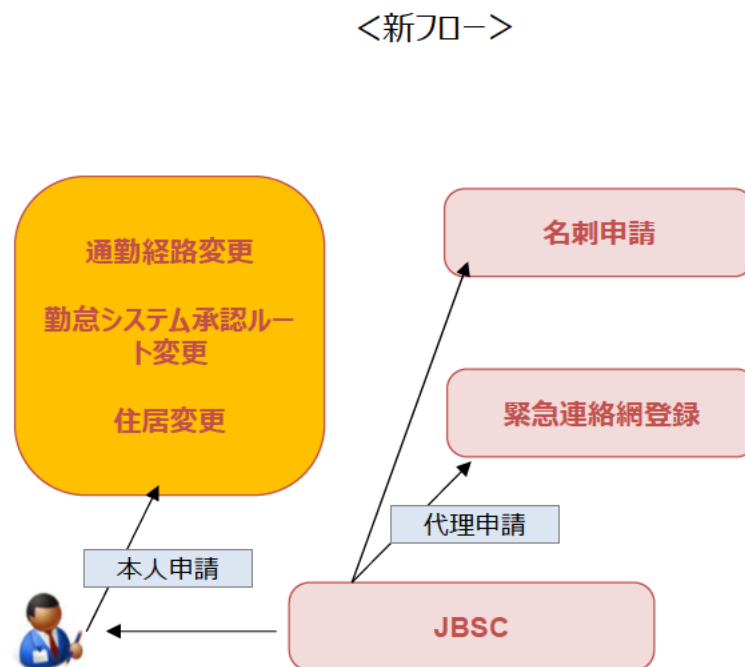 ＜新フロー＞
通勤経路変更
勤怠システム承認ルー
ト変更
住居変更
名刺申請
緊急連絡網登録
代理申請
本人申請
JBSC